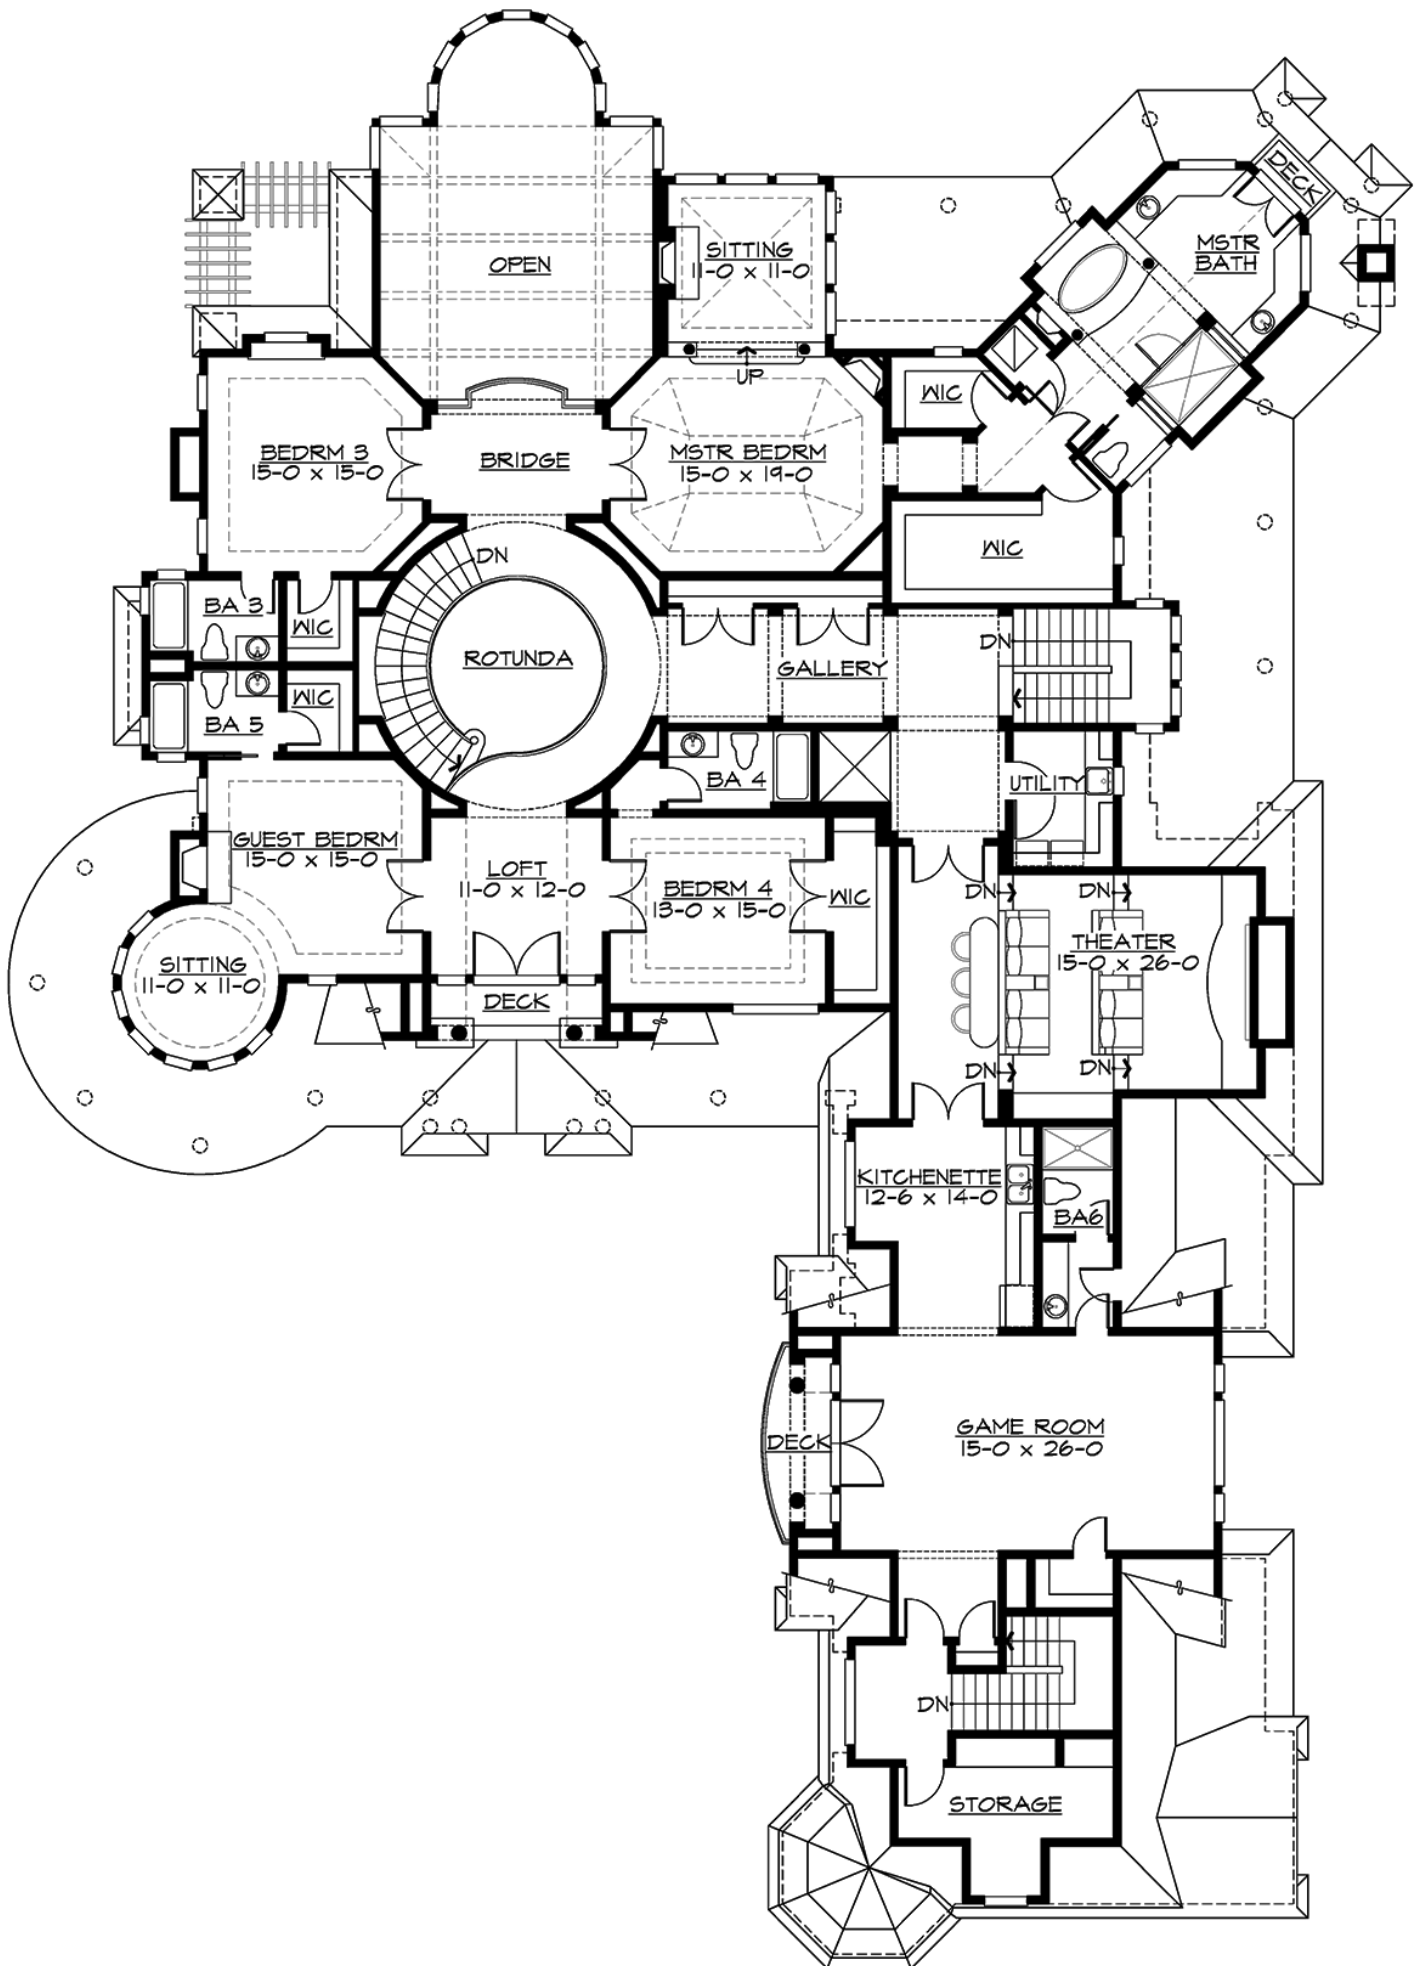 DECK
MSTR
BATH
OPEN
SITTING
11-0 x 11-0
UP
WIC
BEDRM 3
15-0 x 15-0
BRIDGE
MSTR BEDRM
15-0 x 19-0
DN
WIC
BA 3
WIC
ROTUNDA
GALLERY
DN
WIC
BA 5
BA 4
UTILITY
GUEST BEDRM
15-0 x 15-0
LOFT
11-0 x 12-0
BEDRM 4
13-0 x 15-0
WIC
DN
DN
THEATER
15-0 x 26-0
SITTING
11-0 x 11-0
DECK
DN
DN
KITCHENETTE
12-6 x 14-0
BA6
GAME ROOM
15-0 x 26-0
DECK
DN
STORAGE